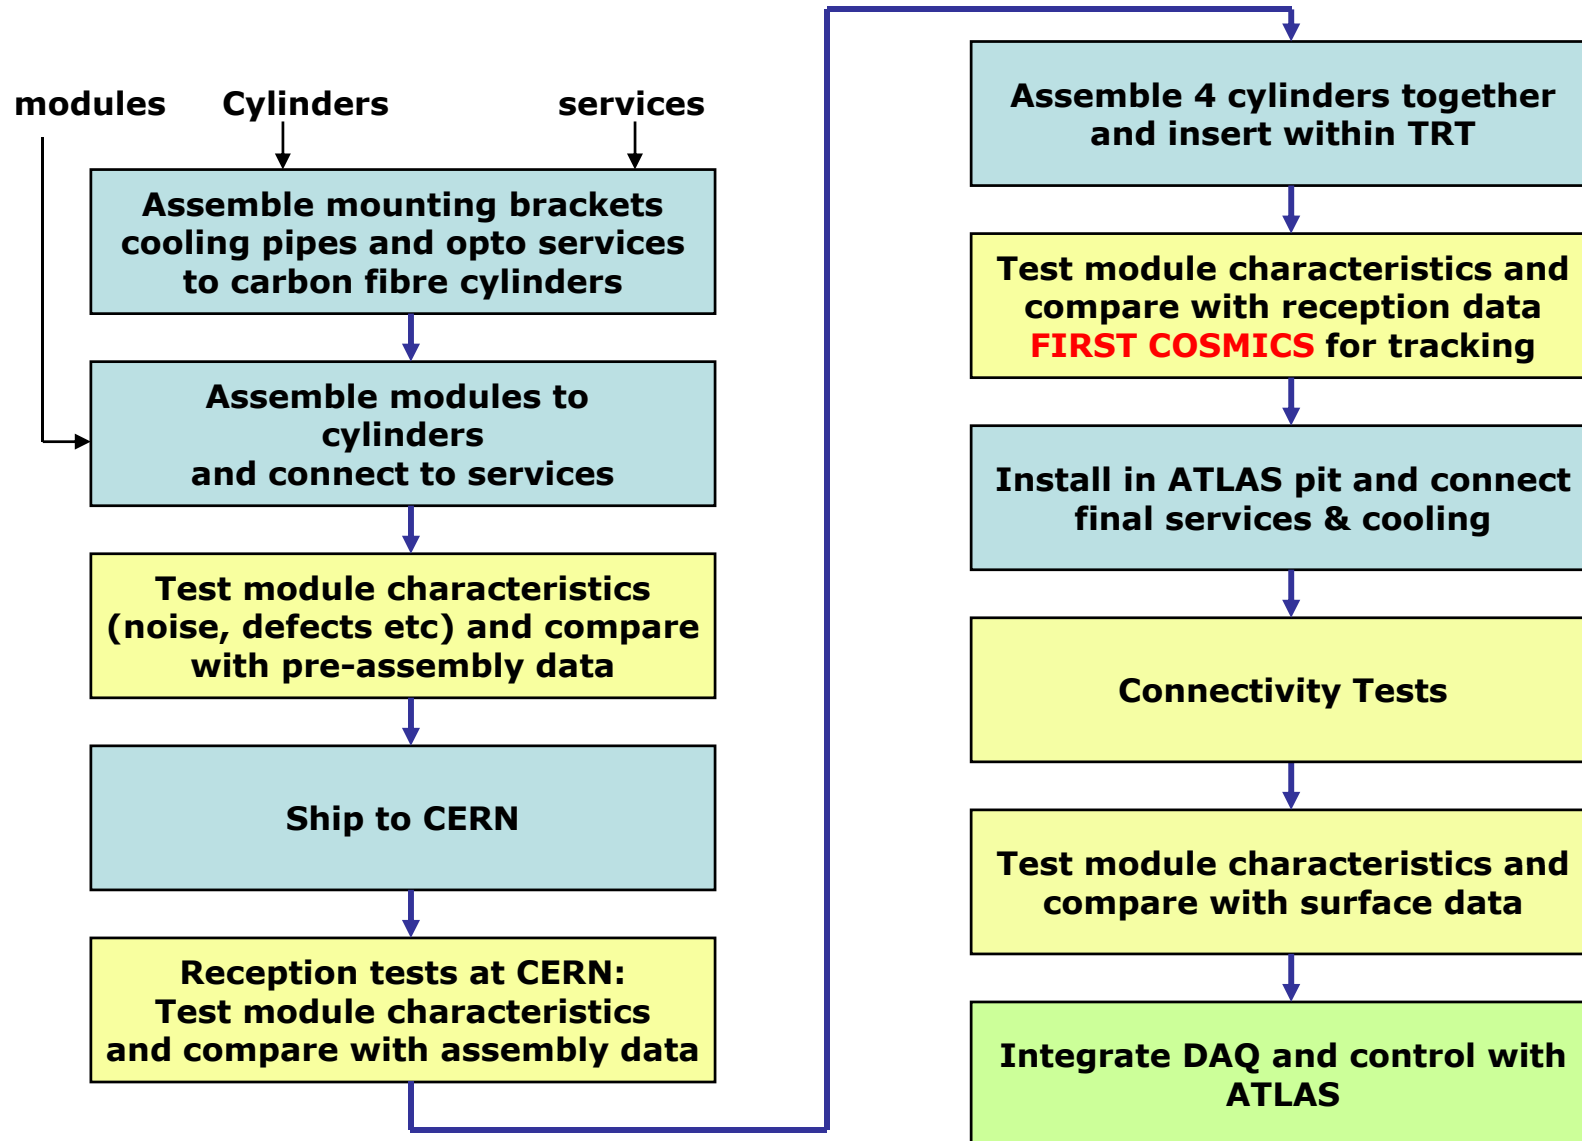 modules Cylinders services
Assemble mounting brackets
cooling pipes and opto services
to carbon fibre cylinders
Assemble modules to
cylinders
and connect to services
Test module characteristics
(noise, defects etc) and compare
with pre-assembly data
Ship to CERN
Reception tests at CERN:
Test module characteristics
and compare with assembly data
Assemble 4 cylinders together
and insert within TRT
Test module characteristics and
compare with reception data
FIRST COSMICS for tracking
Install in ATLAS pit and connect
final services & cooling
Connectivity Tests
Test module characteristics and
compare with surface data
Integrate DAQ and control with
ATLAS